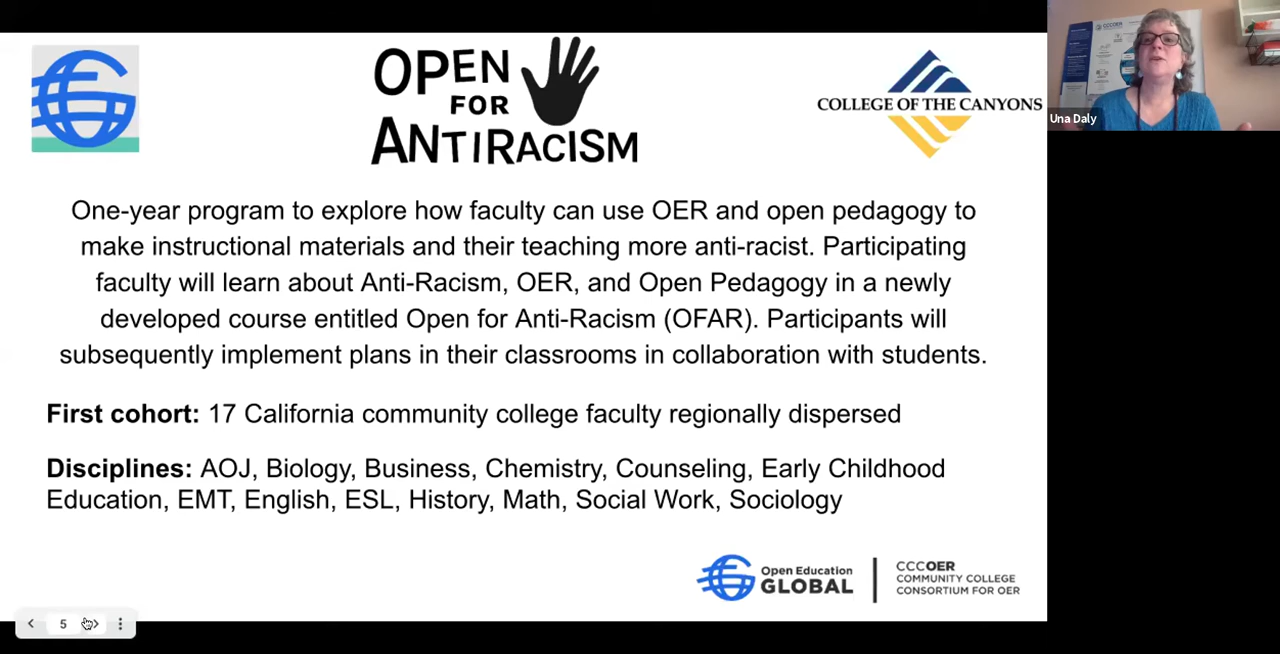 OPEN
FOR
ANTIRACISM
COLLEGE OF THE CANYONS
Una Daly
One-year program to explore how faculty can use OER and open pedagogy to
make instructional materials and their teaching more anti-racist. Participating
faculty will learn about Anti-Racism, OER, and Open Pedagogy in a newly
developed course entitled Open for Anti-Racism (OFAR). Participants will
subsequently implement plans in their classrooms in collaboration with students.
First cohort: 17 California community college faculty regionally dispersed
Disciplines: AOJ, Biology, Business, Chemistry, Counseling, Early Childhood
Education, EMT, English, ESL, History, Math, Social Work, Sociology
Open Education
GLOBAL
CCCOER
COMMUNITY COLLEGE
CONSORTIUM FOR OER
5